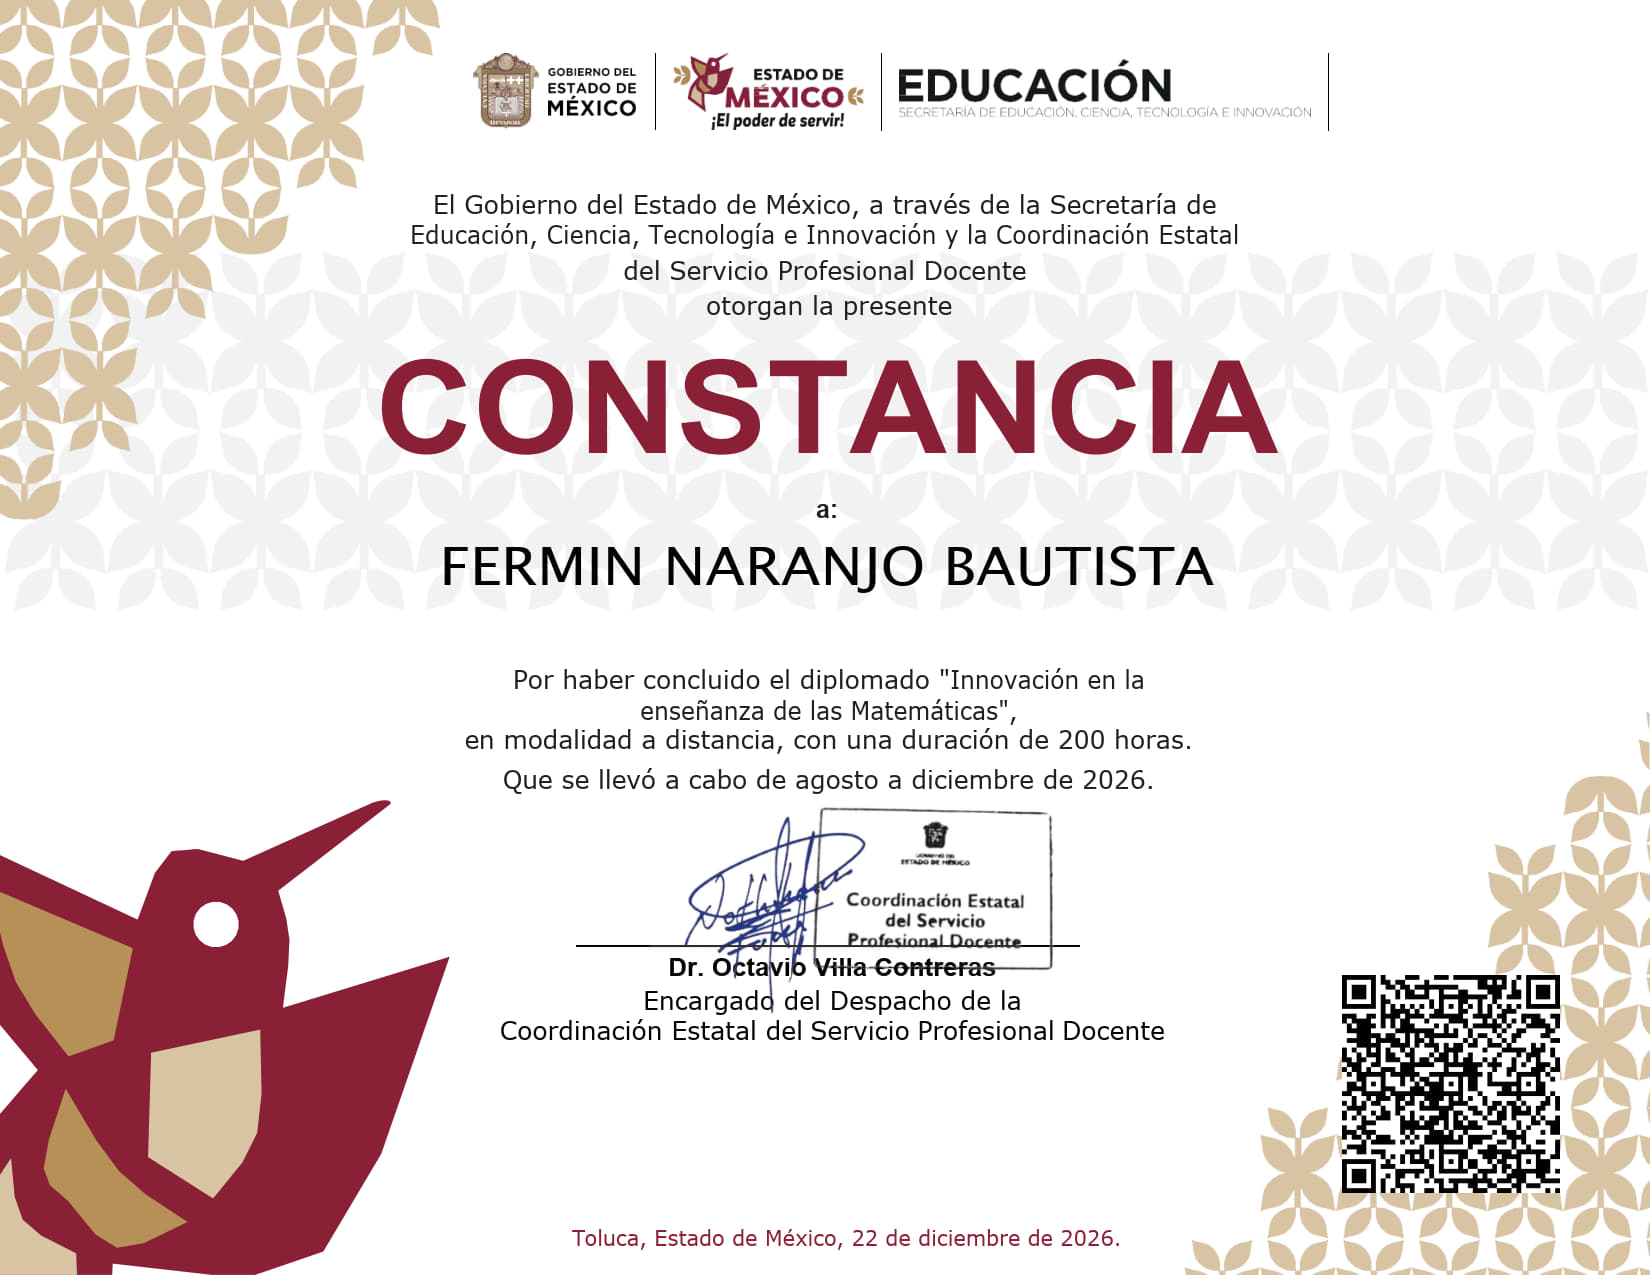 GOBIERNO DEL
ESTADO DE
MÉXICO
ESTADO DE
MÉXICO
¡El poder de servir!
EDUCACIÓN
SECRETARÍA DE EDUCACIÓN, CIENCIA, TECNOLOGÍA E INNOVACIÓN
El Gobierno del Estado de México, a través de la Secretaría de
Educación, Ciencia, Tecnología e Innovación y la Coordinación Estatal
del Servicio Profesional Docente
otorgan la presente
CONSTANCIA
a:
FERMIN NARANJO BAUTISTA
Por haber concluido el diplomado "Innovación en la
enseñanza de las Matemáticas",
en modalidad a distancia, con una duración de 200 horas.
Que se llevó a cabo de agosto a diciembre de 2026.
GOBIERNO DEL
ESTADO DE MÉXICO
Coordinación Estatal
del Servicio
Profesional Docente
Dr. Octavio Villa Contreras
Encargado del Despacho de la
Coordinación Estatal del Servicio Profesional Docente
Toluca, Estado de México, 22 de diciembre de 2026.